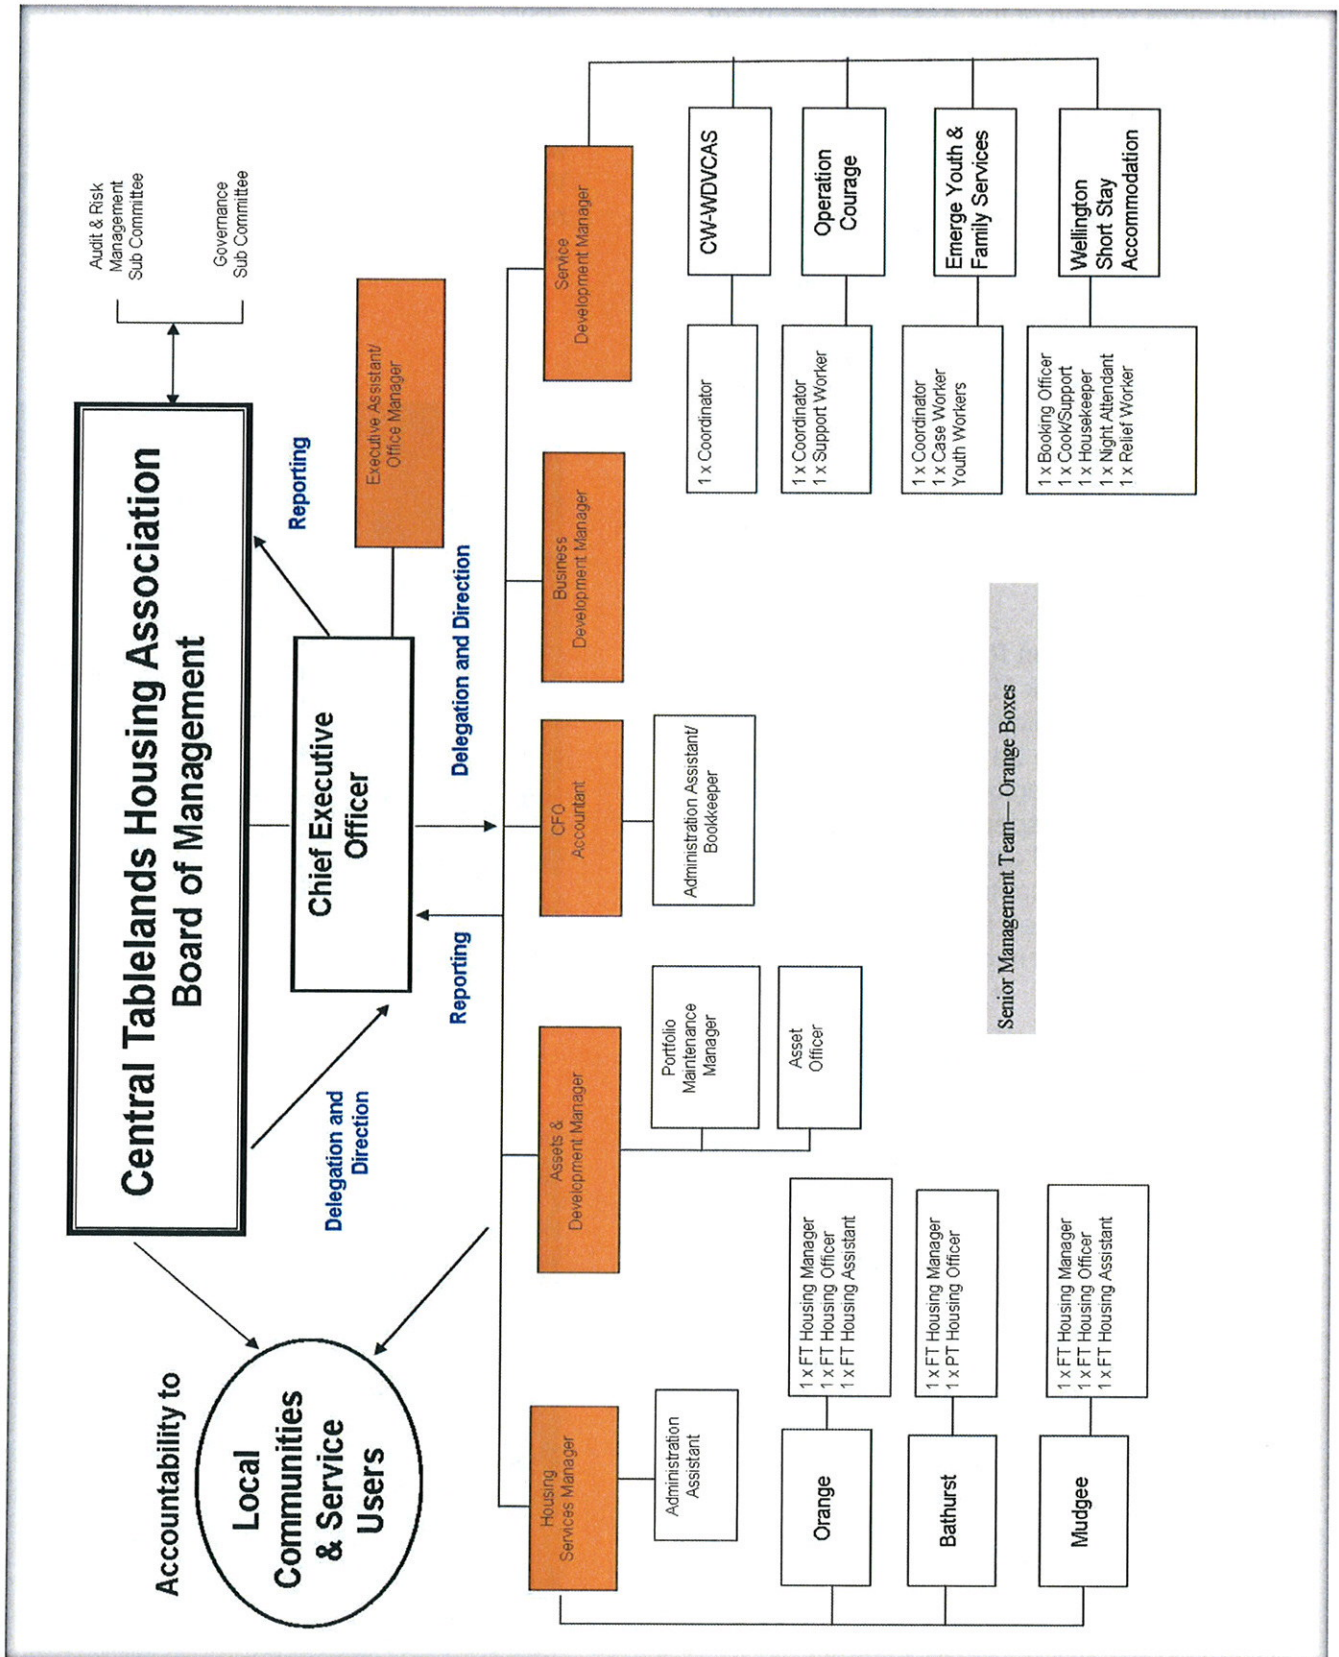 Central Tablelands Housing Association
Board of Management
Audit & Risk
Management
Sub Committee
Governance
Sub Committee
Accountability to
Local
Communities
& Service
Users
Delegation and
Direction
Chief Executive
Officer
Reporting
Executive Assistant/
Office Manager
Reporting
Delegation and Direction
Housing
Services Manager
Assets &
Development Manager
CFO
Accountant
Business
Development Manager
Service
Development Manager
Administration
Assistant
Orange
1 x FT Housing Manager
1 x FT Housing Officer
1 x FT Housing Assistant
Bathurst
1 x FT Housing Manager
1 x PT Housing Officer
Mudgee
1 x FT Housing Manager
1 x FT Housing Officer
1 x FT Housing Assistant
Portfolio
Maintenance
Manager
Asset
Officer
Administration Assistant/
Bookkeeper
1 x Coordinator
CW-WDVCAS
1 x Coordinator
1 x Support Worker
Operation
Courage
1 x Coordinator
1 x Case Worker
Youth Workers
Emerge Youth &
Family Services
1 x Booking Officer
1 x Cook/Support
1 x Housekeeper
1 x Night Attendant
1 x Relief Worker
Wellington
Short Stay
Accommodation
Senior Management Team— Orange Boxes